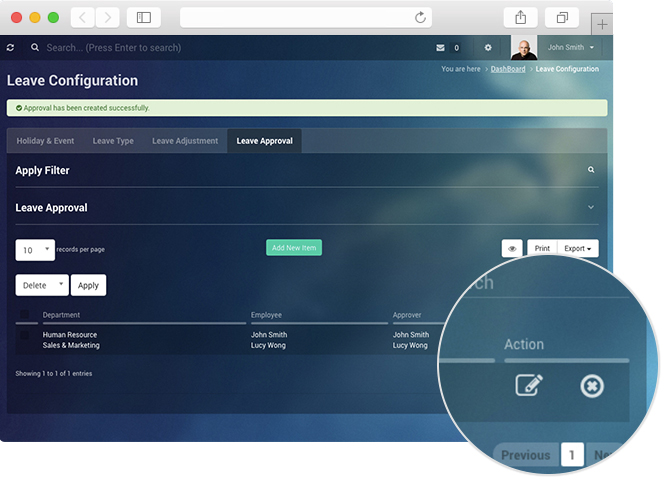 Search... (Press Enter to search)
0
John Smith
You are here > DashBoard > Leave Configuration
Leave Configuration
Approval has been created successfully.
Holiday & Event Leave Type Leave Adjustment Leave Approval
Apply Filter
Leave Approval
10 records per page
Add New Item
Print Export
Delete Apply
Department Employee Approver
Human Resource John Smith John Smith
Sales & Marketing Lucy Wong Lucy Wong
Showing 1 to 1 of 1 entries
Action
Previous 1